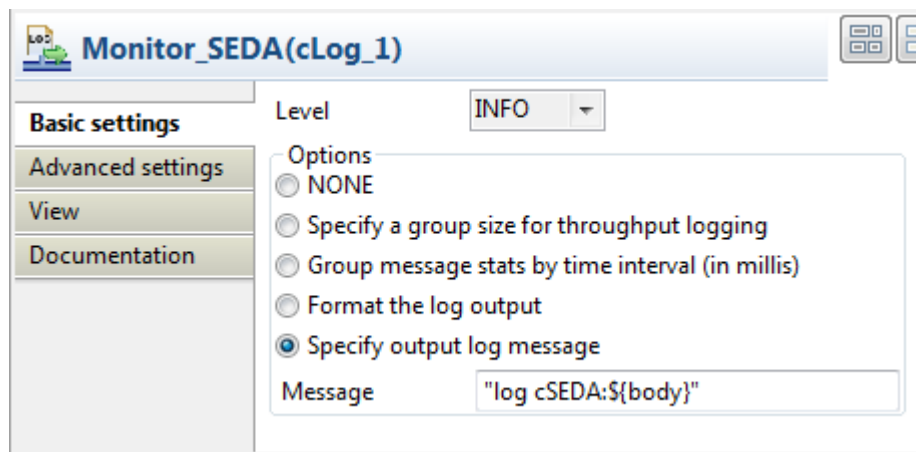 LOG
Monitor_SEDA(cLog_1)
Basic settings
Advanced settings
View
Documentation
Level INFO
Options
NONE
Specify a group size for throughput logging
Group message stats by time interval (in millis)
Format the log output
Specify output log message
Message "log cSEDA:${body}"